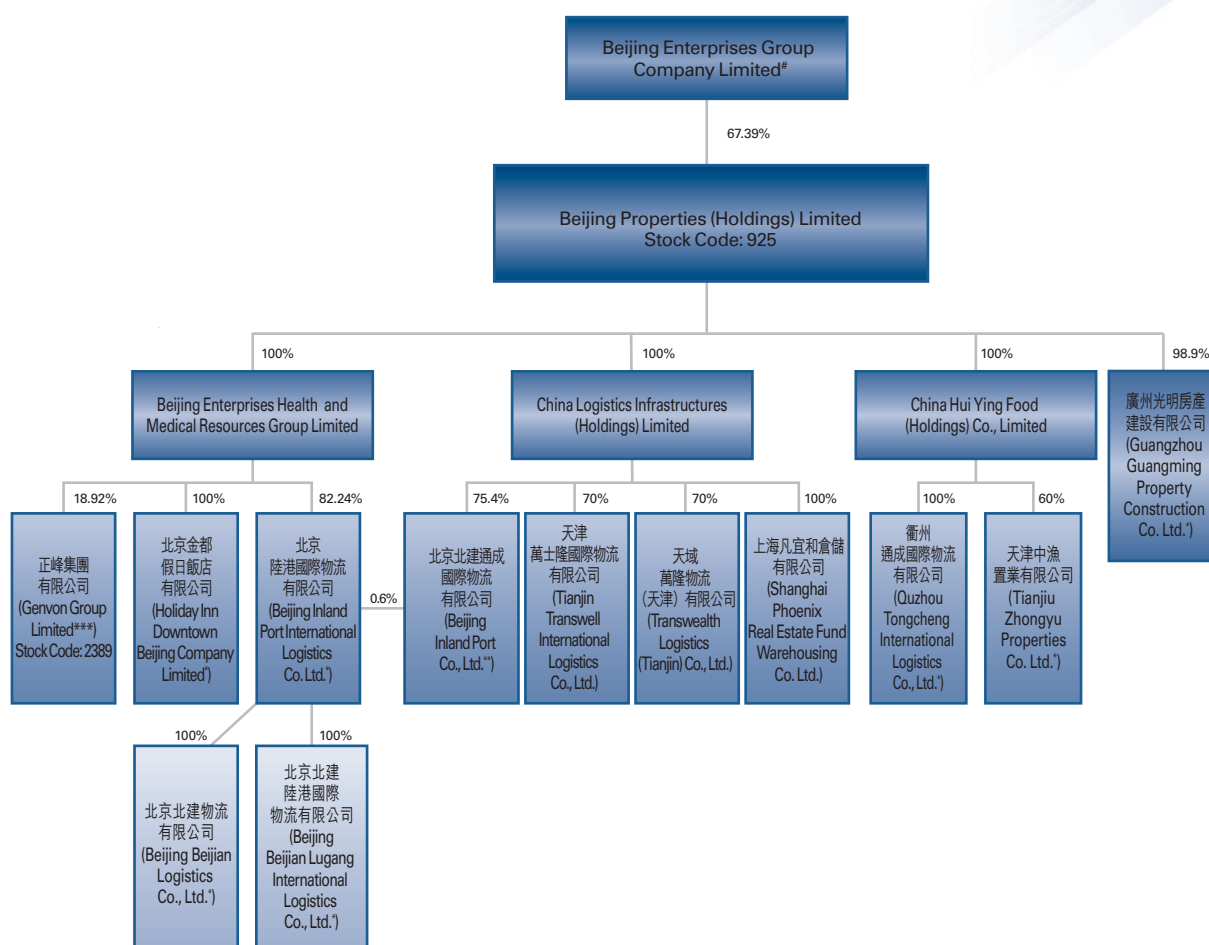 Beijing Enterprises Group
Company Limited#
67.39%
Beijing Properties (Holdings) Limited
Stock Code: 925
100%
100%
100%
98.9%
Beijing Enterprises Health and
Medical Resources Group Limited
China Logistics Infrastructures
(Holdings) Limited
China Hui Ying Food
(Holdings) Co., Limited
廣州光明房產
建設有限公司
(Guangzhou
Guangming
Property
Construction
Co. Ltd.*)
18.92%
100%
82.24%
75.4%
70%
70%
100%
100%
60%
正峰集團
有限公司
(Genvon Group
Limited***)
Stock Code: 2389
北京金都
假日飯店
有限公司
(Holiday Inn
Downtown
Beijing Company
Limited*)
北京
陸港國際物流
有限公司
(Beijing Inland
Port International
Logistics
Co. Ltd.*)
0.6%
北京北建通成
國際物流
有限公司
(Beijing
Inland Port
Co., Ltd.**)
天津
萬士隆國際物流
有限公司
(Tianjin
Transwell
International
Logistics
Co., Ltd.)
天域
萬隆物流
（天津）有限公司
(Transwealth
Logistics
(Tianjin) Co., Ltd.)
上海凡宜和倉儲
有限公司
(Shanghai
Phoenix
Real Estate Fund
Warehousing
Co. Ltd.)
衢州
通成國際物流
有限公司
(Quzhou
Tongcheng
International
Logistics
Co., Ltd.*)
天津中漁
置業有限公司
(Tianjiu
Zhongyu
Properties
Co. Ltd.*)
100%
100%
北京北建物流
有限公司
(Beijing Beijian
Logistics
Co., Ltd.*)
北京北建
陸港國際
物流有限公司
(Beijing
Beijian Lugang
International
Logistics
Co., Ltd.*)